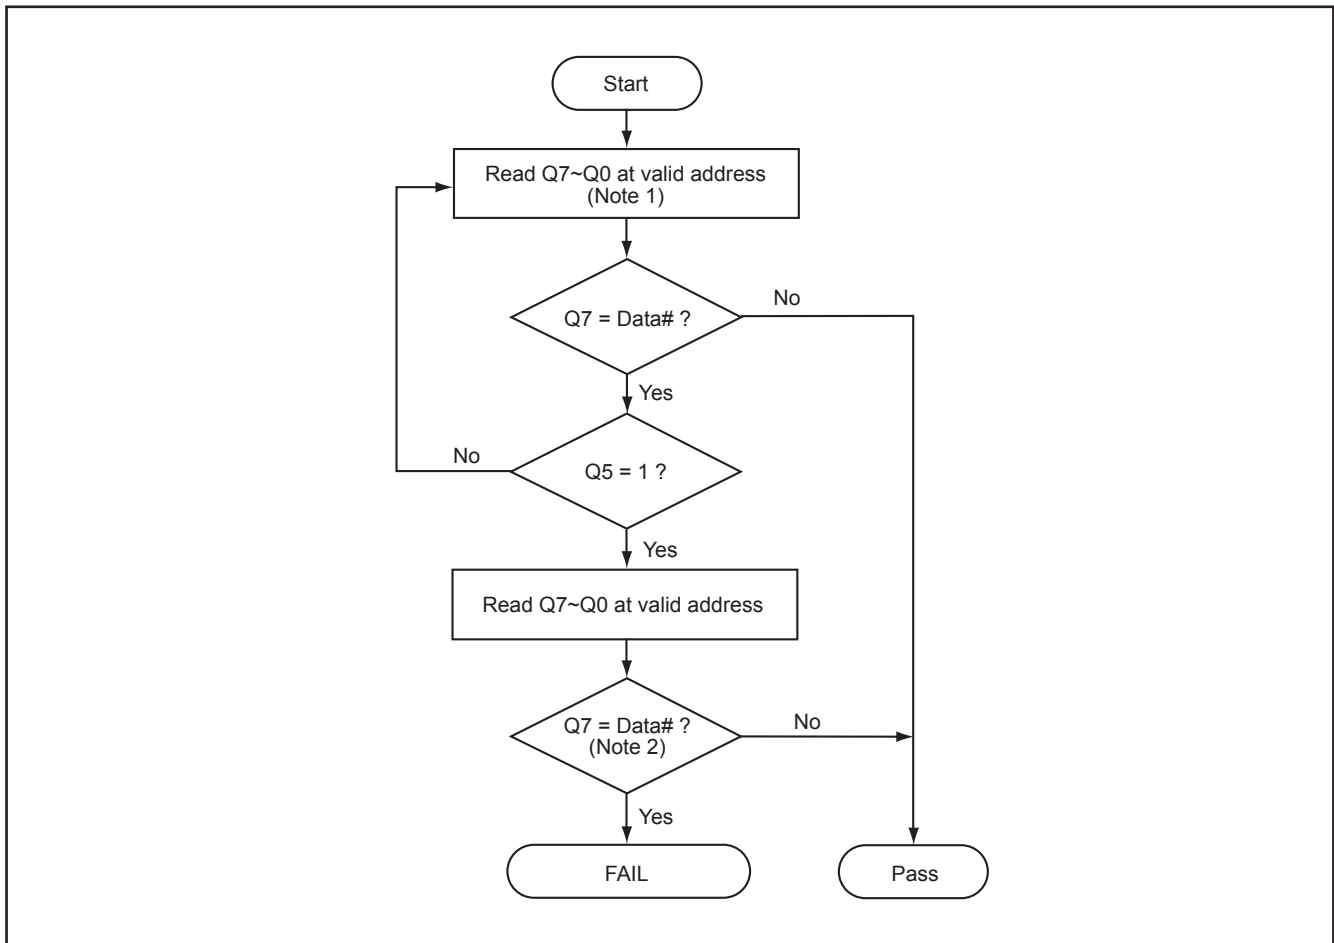 Start
Read Q7~Q0 at valid address
(Note 1)
Q7 = Data# ?
No
Yes
No
Q5 = 1 ?
Yes
Read Q7~Q0 at valid address
Q7 = Data# ?
(Note 2)
No
Yes
FAIL
Pass